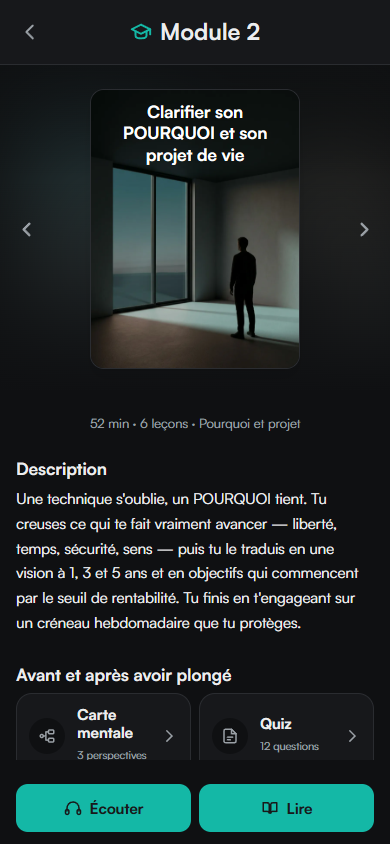 Module 2
Clarifier son
POURQUOI et son
projet de vie
52 min · 6 leçons · Pourquoi et projet
Description
Une technique s'oublie, un POURQUOI tient. Tu
creuses ce qui te fait vraiment avancer — liberté,
temps, sécurité, sens — puis tu le traduis en une
vision à 1, 3 et 5 ans et en objectifs qui commencent
par le seuil de rentabilité. Tu finis en t'engageant sur
un créneau hebdomadaire que tu protèges.
Avant et après avoir plongé
Carte
mentale
3 perspectives
Quiz
12 questions
Écouter
Lire